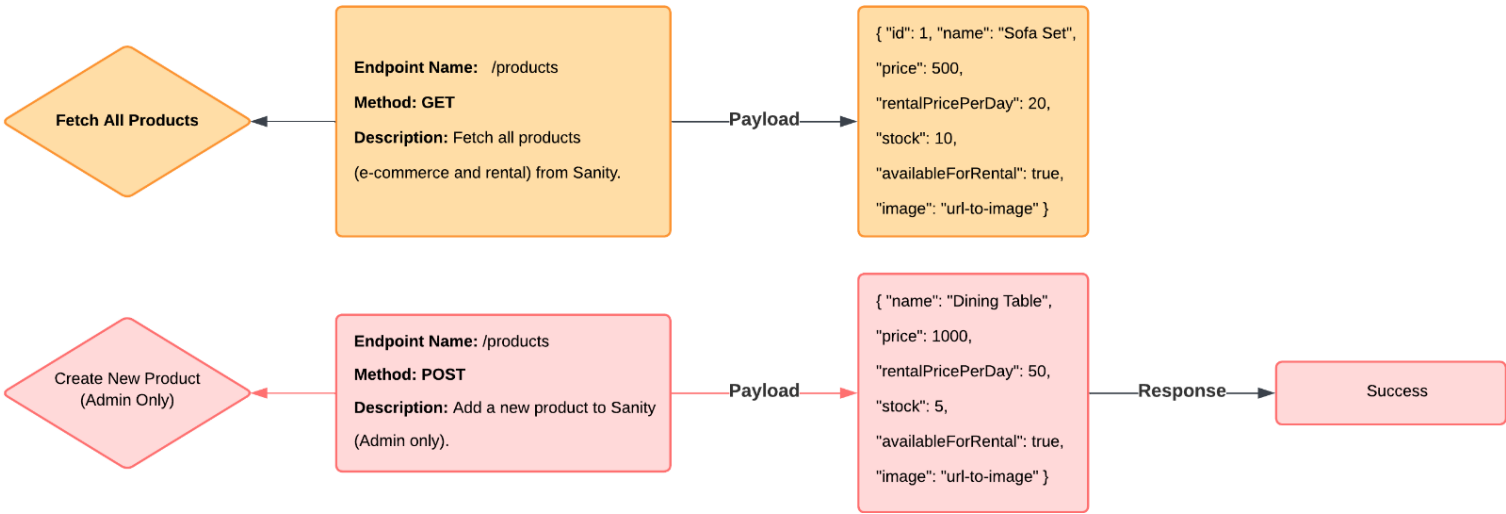 Fetch All Products
Endpoint Name: /products
Method: GET
Description: Fetch all products
(e-commerce and rental) from Sanity.
Payload
{ "id": 1, "name": "Sofa Set",
"price": 500,
"rentalPricePerDay": 20,
"stock": 10,
"availableForRental": true,
"image": "url-to-image" }
Create New Product
(Admin Only)
Endpoint Name: /products
Method: POST
Description: Add a new product to Sanity
(Admin only).
Payload
{ "name": "Dining Table",
"price": 1000,
"rentalPricePerDay": 50,
"stock": 5,
"availableForRental": true,
"image": "url-to-image" }
Response
Success